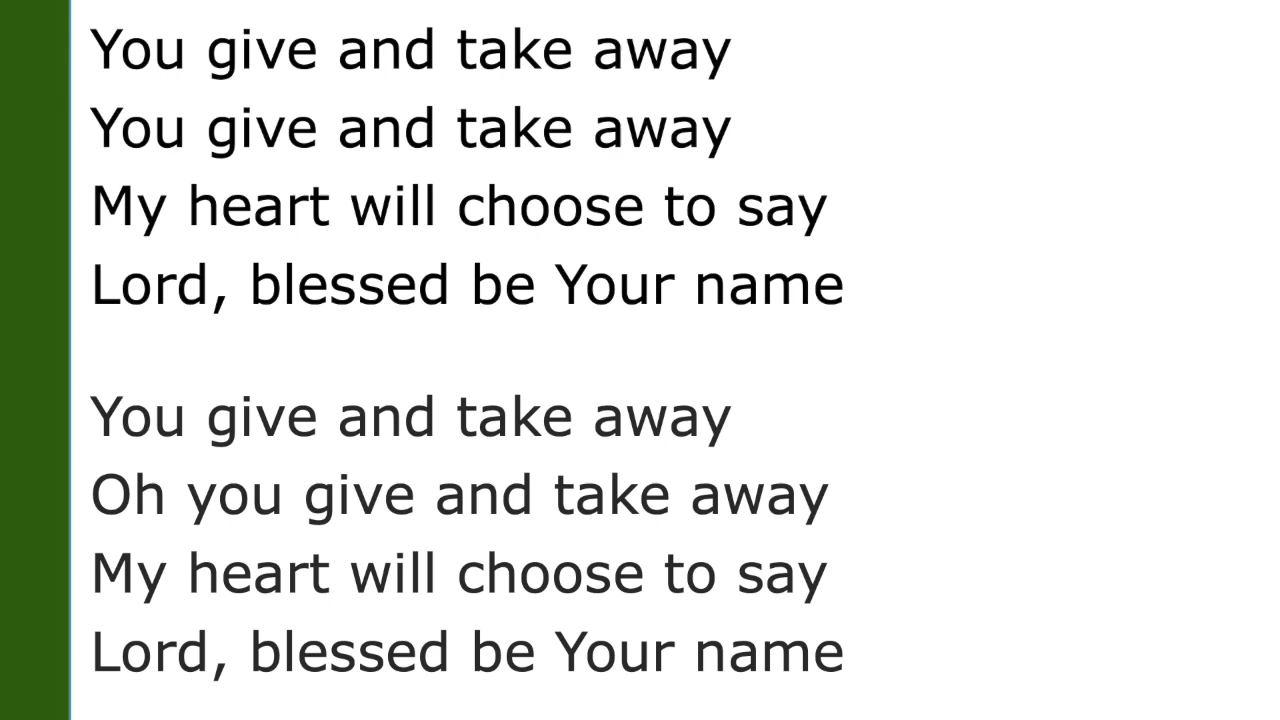 You give and take away
You give and take away
My heart will choose to say
Lord, blessed be Your name
You give and take away
Oh you give and take away
My heart will choose to say
Lord, blessed be Your name